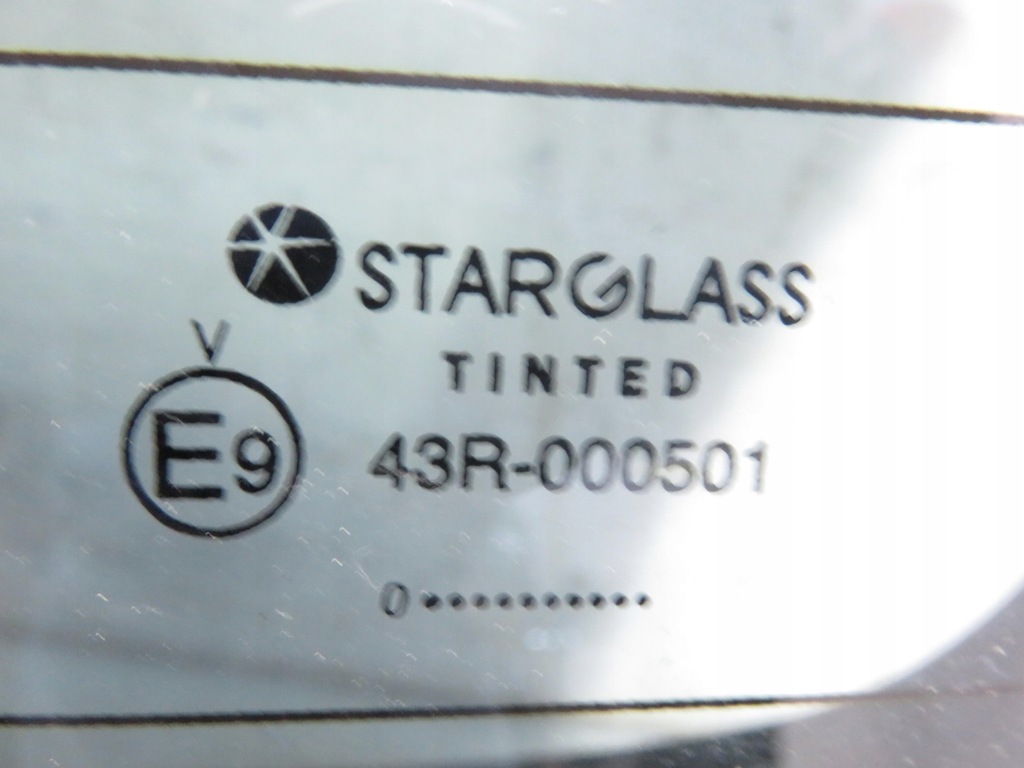 STARGLASS
TINTED
V
E9 43R-000501
0••••••••••